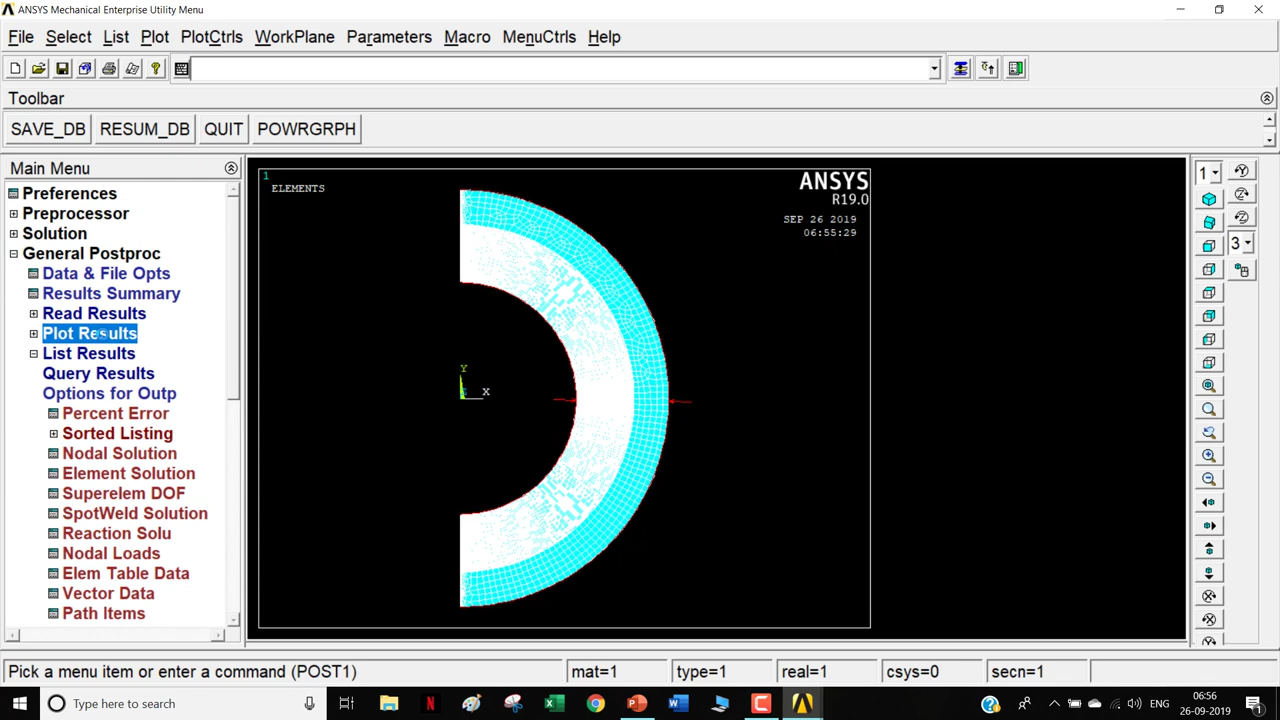 ANSYS Mechanical Enterprise Utility Menu
File Select List Plot PlotCtrls WorkPlane Parameters Macro MenuCtrls Help
Toolbar
SAVE_DB RESUM_DB QUIT POWRGRPH
Main Menu
Preferences
Preprocessor
Solution
General Postproc
Data & File Opts
Results Summary
Read Results
Plot Results
List Results
Query Results
Options for Outp
Percent Error
Sorted Listing
Nodal Solution
Element Solution
Superelem DOF
SpotWeld Solution
Reaction Solu
Nodal Loads
Elem Table Data
Vector Data
Path Items
1
ELEMENTS
ANSYS
R19.0
SEP 26 2019
06:55:29
Y
X
1
3
Pick a menu item or enter a command (POST1) mat=1 type=1 real=1 csys=0 secn=1
Type here to search
ENG
06:56
26-09-2019